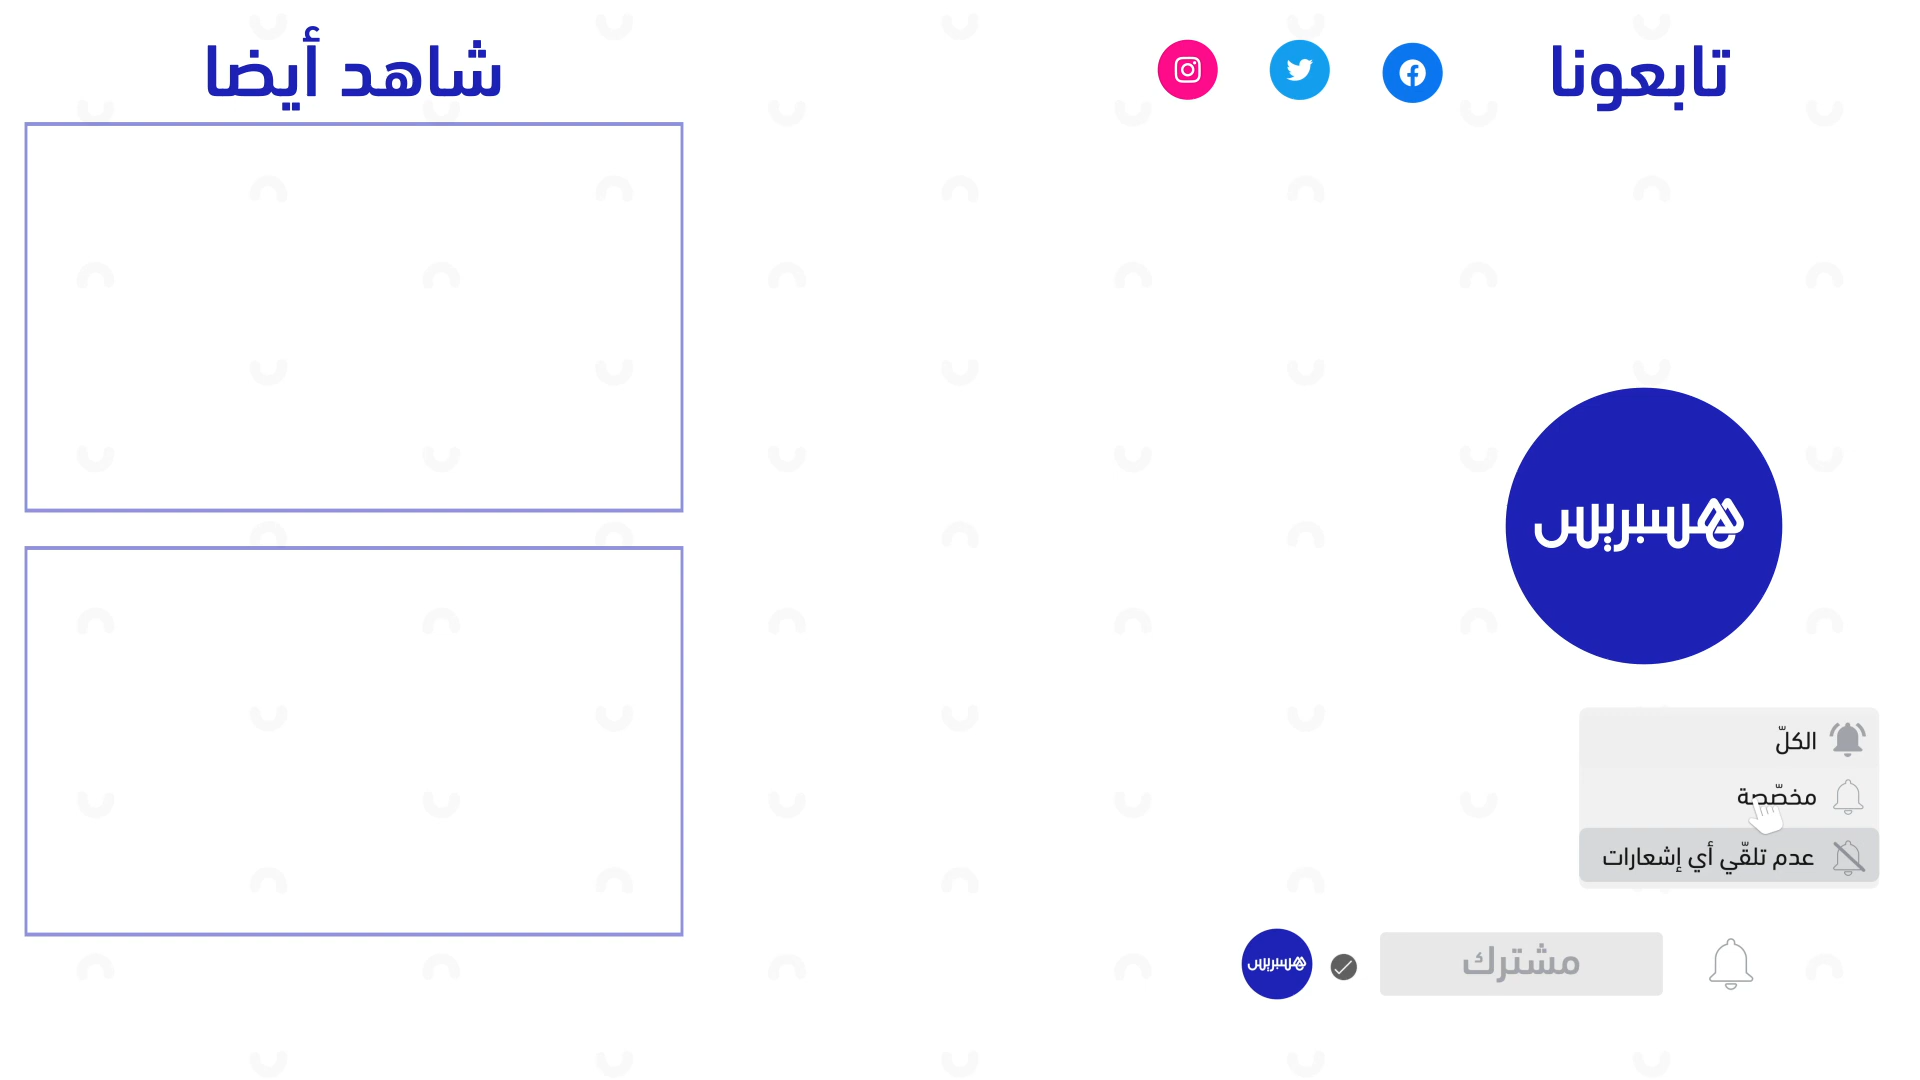 تابعونا
شاهد أيضا
هسبريس
الكلّ
مخصّصة
عدم تلقّي أي إشعارات
مشترك
هسبريس